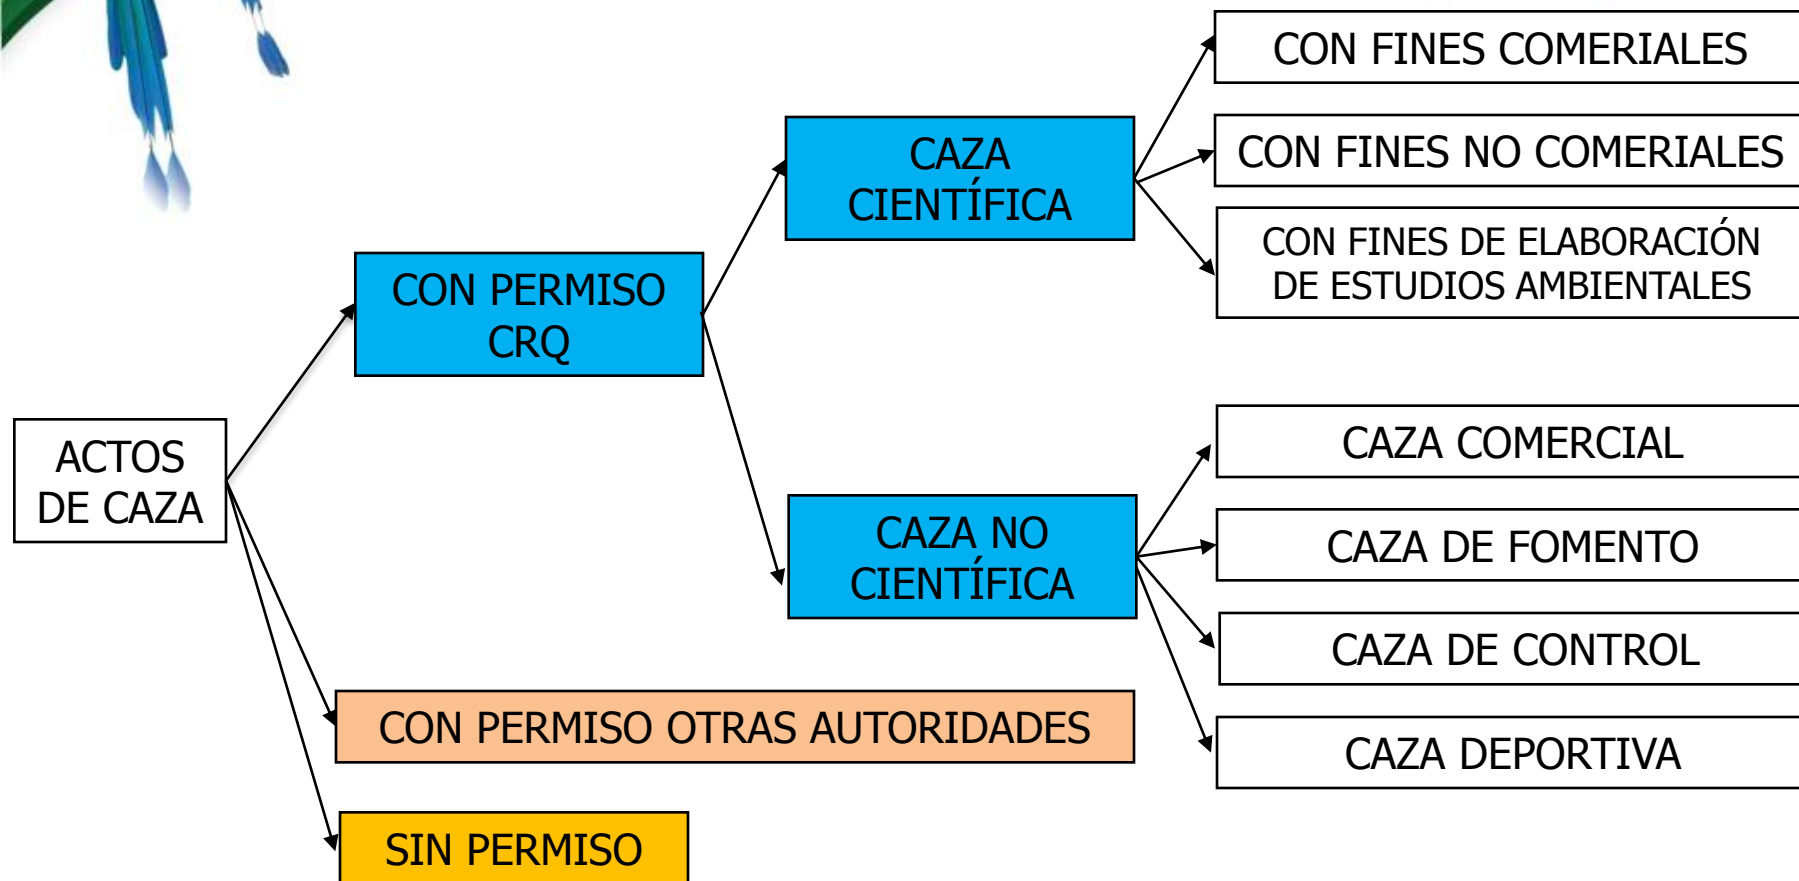 CON FINES COMERIALES
CON FINES NO COMERIALES
CON FINES DE ELABORACIÓN
DE ESTUDIOS AMBIENTALES
CAZA
CIENTÍFICA
CON PERMISO
CRQ
ACTOS
DE CAZA
CAZA NO
CIENTÍFICA
CAZA COMERCIAL
CAZA DE FOMENTO
CAZA DE CONTROL
CAZA DEPORTIVA
CON PERMISO OTRAS AUTORIDADES
SIN PERMISO